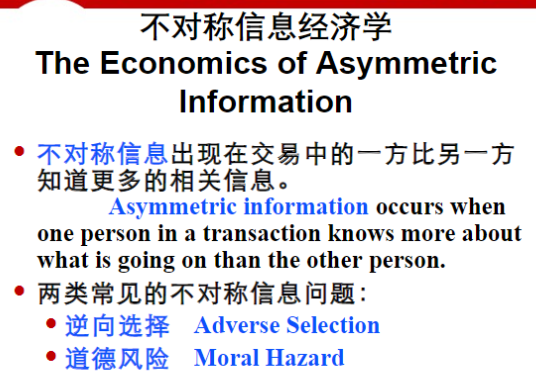 不对称信息经济学
The Economics of Asymmetric
Information
• 不对称信息出现在交易中的一方比另一方
知道更多的相关信息。
Asymmetric information occurs when
one person in a transaction knows more about
what is going on than the other person.
• 两类常见的不对称信息问题：
• 逆向选择 Adverse Selection
• 道德风险 Moral Hazard